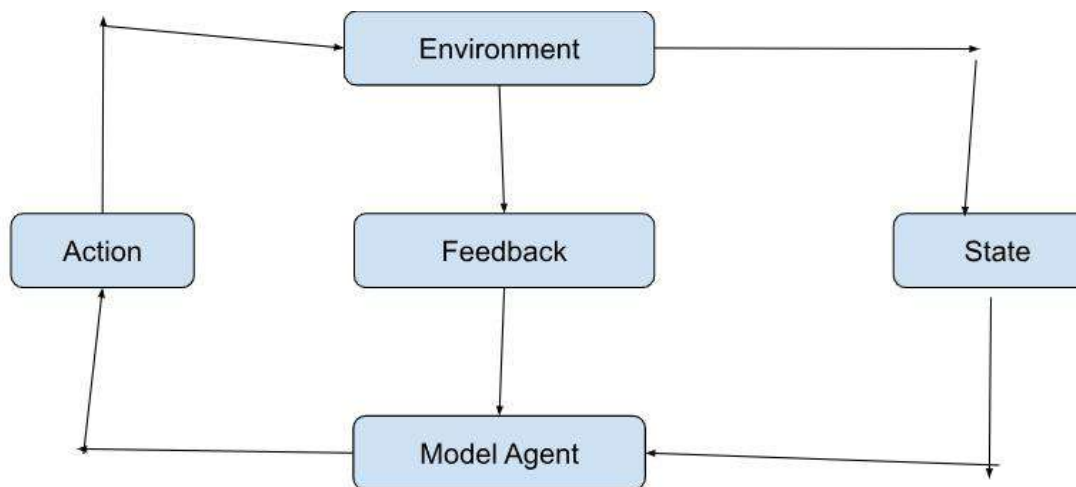 Environment
Action
Feedback
State
Model Agent